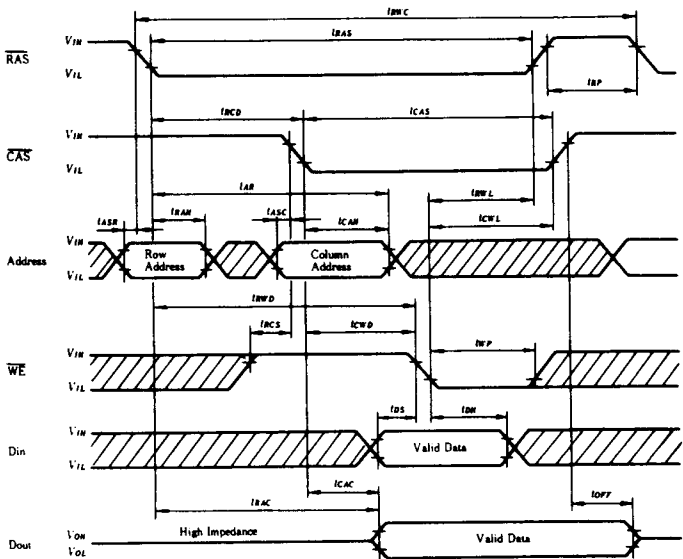 tRWC
VIH
tRAS
RAS
VIL
tRP
tRCD
tCAS
VIH
CAS
VIL
tAR
tRWL
tASR
tRAH
tASC
tCAH
tCWL
VIH
Address
Row Address
Column Address
VIL
tRWD
tRCS
tCWD
VIH
tWP
WE
VIL
tDS
tDH
VIH
Din
Valid Data
VIL
tCAC
tRAC
tOFF
VOH
High Impedance
Dout
Valid Data
VOL